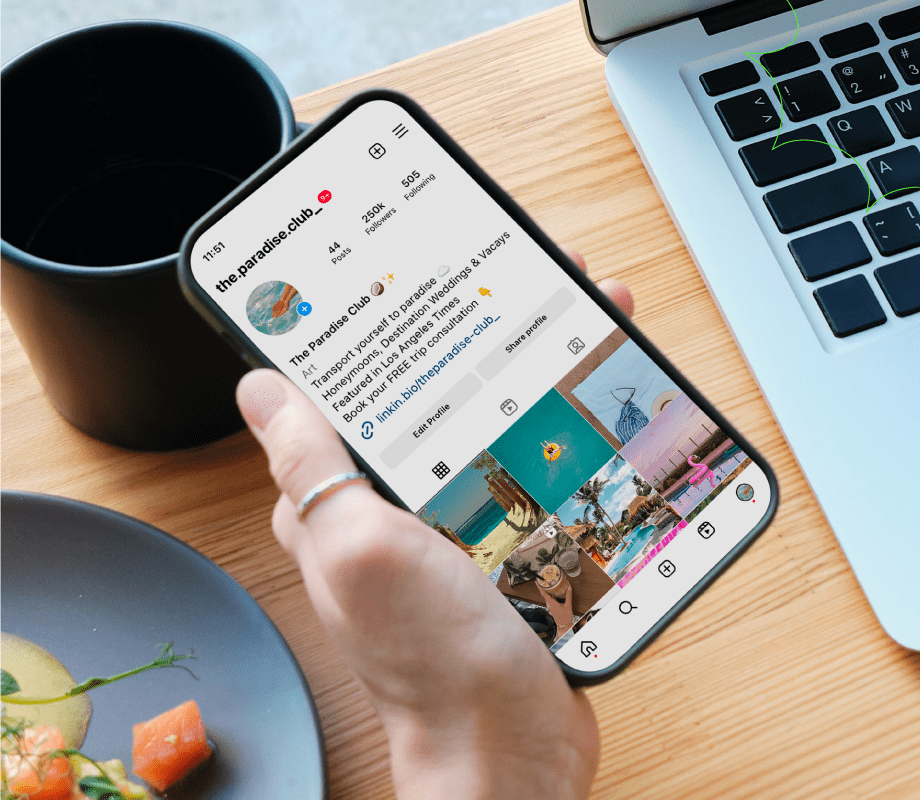 11:51
the.paradise.club_ 9+
44
Posts
250k
Followers
505
Following
The Paradise Club 🥥✨
Art
Transport yourself to paradise ☁️
Honeymoons, Destination Weddings & Vacays
Featured in Los Angeles Times
Book your FREE trip consultation 👇
linkin.bio/theparadise-club_
Edit Profile
Share profile
> <
! 1
@ 2 "
# 3
Q
W
A
~